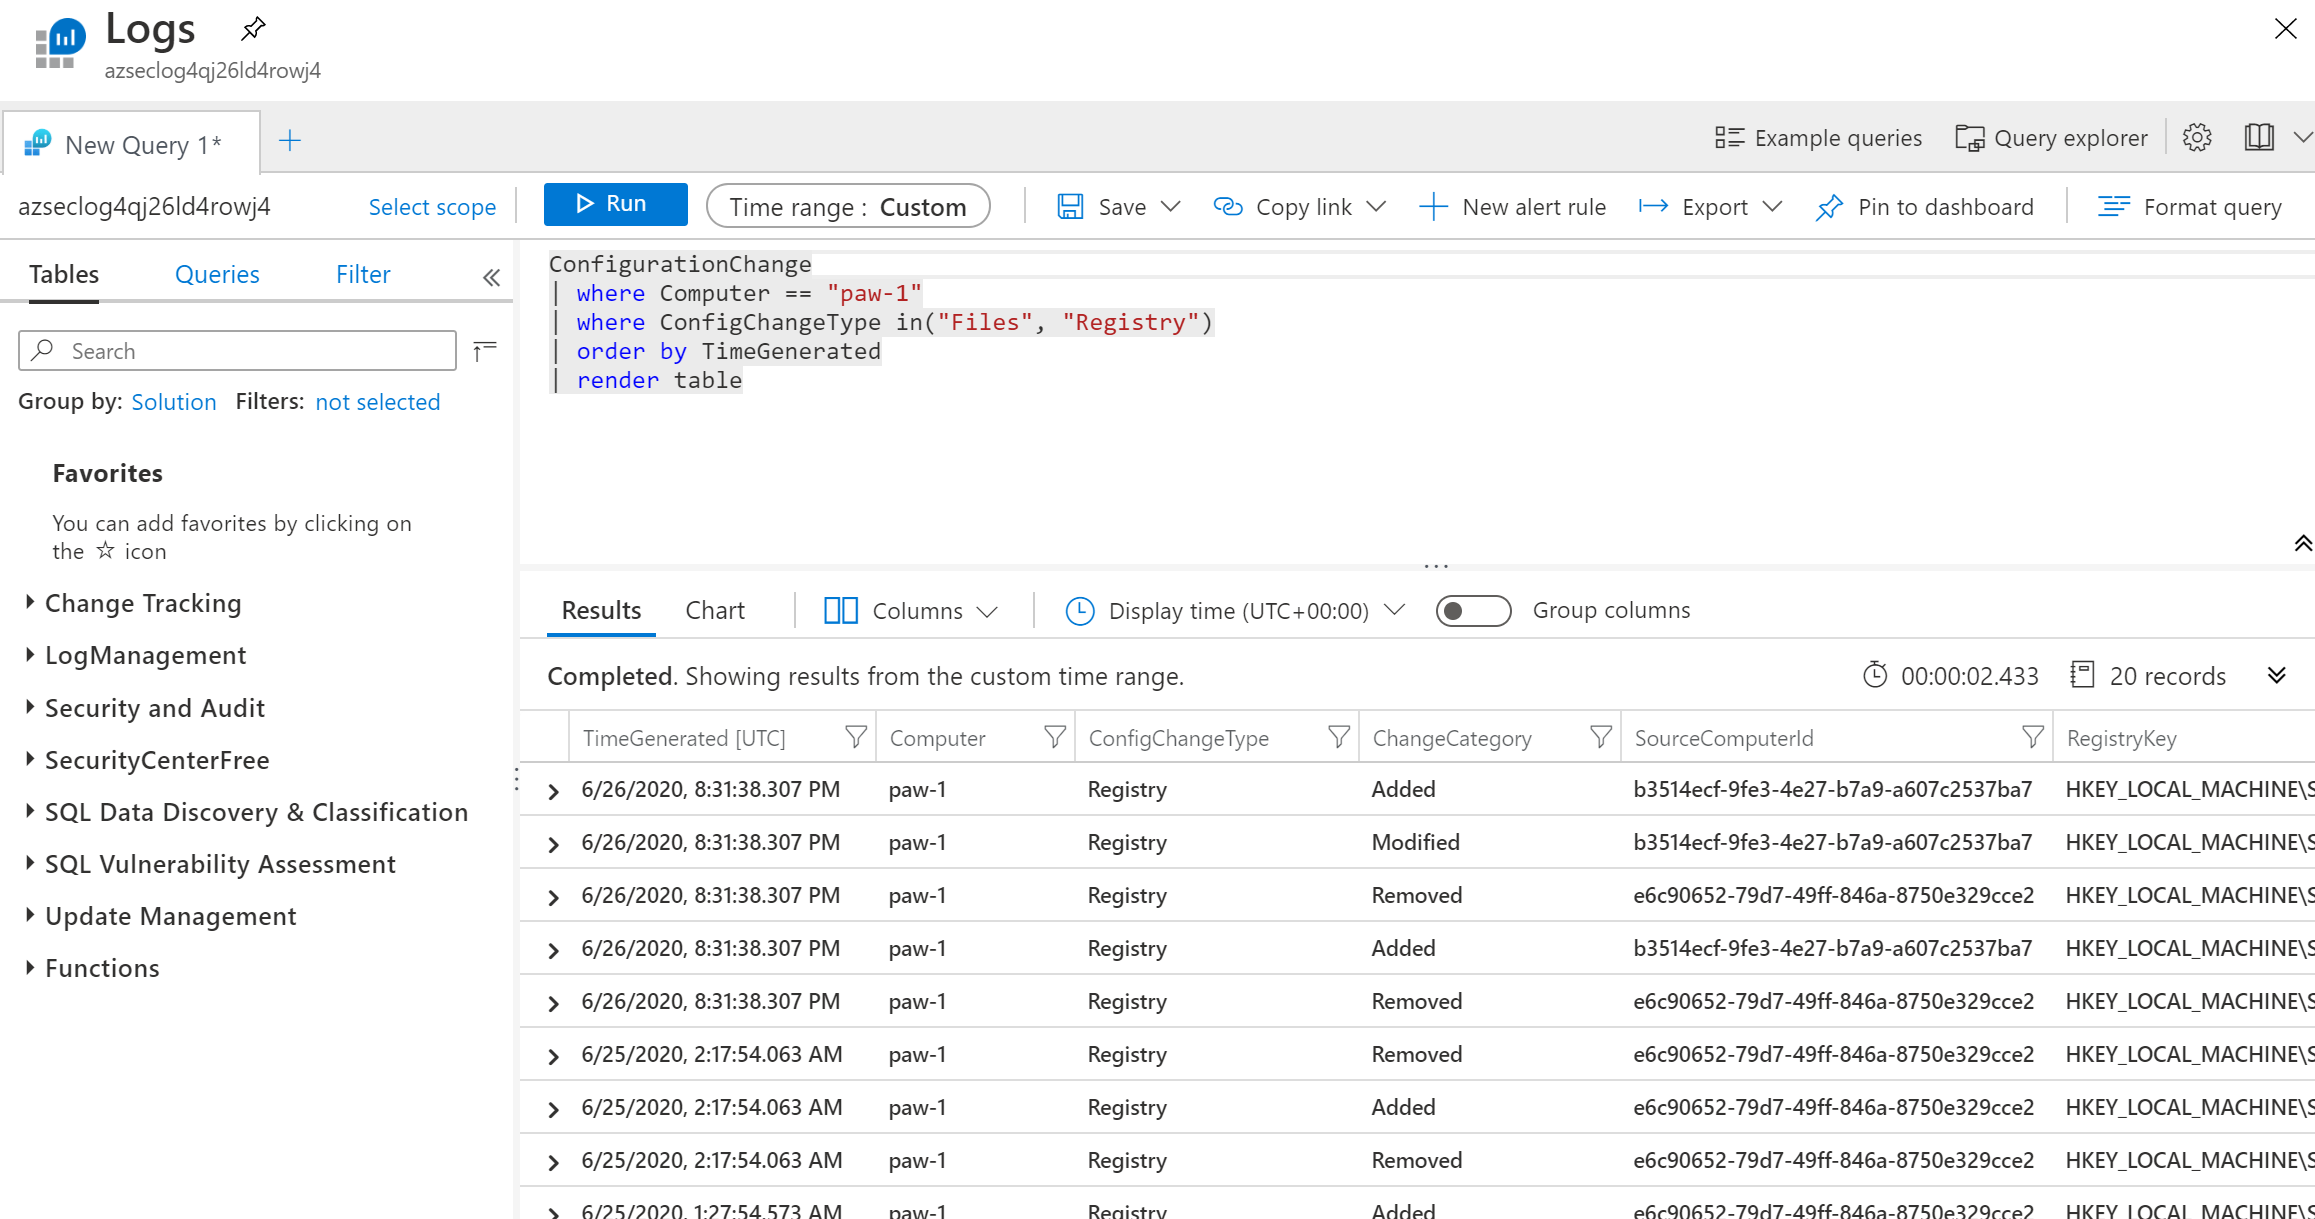 Logs
azseclog4qj26ld4rowj4
New Query 1*
Example queries
Query explorer
azseclog4qj26ld4rowj4
Select scope
Run
Time range : Custom
Save
Copy link
New alert rule
Export
Pin to dashboard
Format query
Tables
Queries
Filter
Search
Group by: Solution Filters: not selected
Favorites
You can add favorites by clicking on
the ☆ icon
Change Tracking
LogManagement
Security and Audit
SecurityCenterFree
SQL Data Discovery & Classification
SQL Vulnerability Assessment
Update Management
Functions
ConfigurationChange
| where Computer == "paw-1"
| where ConfigChangeType in("Files", "Registry")
| order by TimeGenerated
| render table
Results
Chart
Columns
Display time (UTC+00:00)
Group columns
Completed. Showing results from the custom time range.
00:00:02.433
20 records
TimeGenerated [UTC] Computer ConfigChangeType ChangeCategory SourceComputerId RegistryKey
6/26/2020, 8:31:38.307 PM paw-1 Registry Added b3514ecf-9fe3-4e27-b7a9-a607c2537ba7 HKEY_LOCAL_MACHINE\S
6/26/2020, 8:31:38.307 PM paw-1 Registry Modified b3514ecf-9fe3-4e27-b7a9-a607c2537ba7 HKEY_LOCAL_MACHINE\S
6/26/2020, 8:31:38.307 PM paw-1 Registry Removed e6c90652-79d7-49ff-846a-8750e329cce2 HKEY_LOCAL_MACHINE\S
6/26/2020, 8:31:38.307 PM paw-1 Registry Added b3514ecf-9fe3-4e27-b7a9-a607c2537ba7 HKEY_LOCAL_MACHINE\S
6/26/2020, 8:31:38.307 PM paw-1 Registry Removed e6c90652-79d7-49ff-846a-8750e329cce2 HKEY_LOCAL_MACHINE\S
6/25/2020, 2:17:54.063 AM paw-1 Registry Removed e6c90652-79d7-49ff-846a-8750e329cce2 HKEY_LOCAL_MACHINE\S
6/25/2020, 2:17:54.063 AM paw-1 Registry Added e6c90652-79d7-49ff-846a-8750e329cce2 HKEY_LOCAL_MACHINE\S
6/25/2020, 2:17:54.063 AM paw-1 Registry Removed e6c90652-79d7-49ff-846a-8750e329cce2 HKEY_LOCAL_MACHINE\S
6/25/2020, 1:27:54.573 AM paw-1 Registry Added e6c90652-79d7-49ff-846a-8750e329cce2 HKEY_LOCAL_MACHINE\S